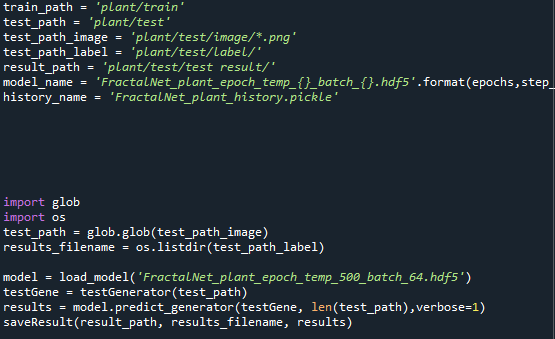 train_path = 'plant/train'
test_path = 'plant/test'
test_path_image = 'plant/test/image/*.png'
test_path_label = 'plant/test/label/'
result_path = 'plant/test/test result/'
model_name = 'FractalNet_plant_epoch_temp_{}_batch_{}.hdf5'.format(epochs,step_
history_name = 'FractalNet_plant_history.pickle'
import glob
import os
test_path = glob.glob(test_path_image)
results_filename = os.listdir(test_path_label)
model = load_model('FractalNet_plant_epoch_temp_500_batch_64.hdf5')
testGene = testGenerator(test_path)
results = model.predict_generator(testGene, len(test_path),verbose=1)
saveResult(result_path, results_filename, results)